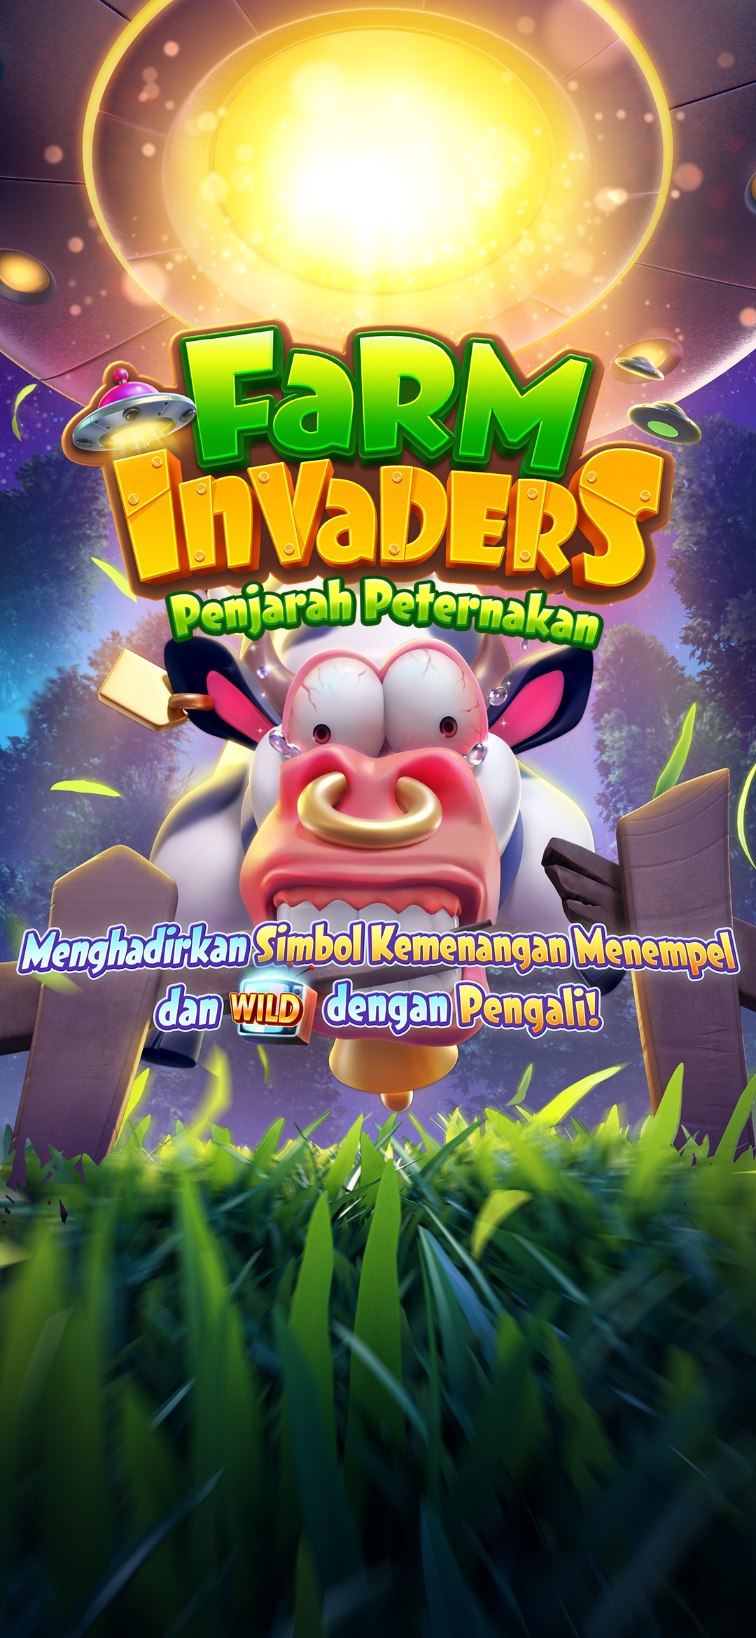 FaRM
InVaDERS
Penjarah Peternakan
Menghadirkan Simbol Kemenangan Menempel
dan WILD dengan Pengali!